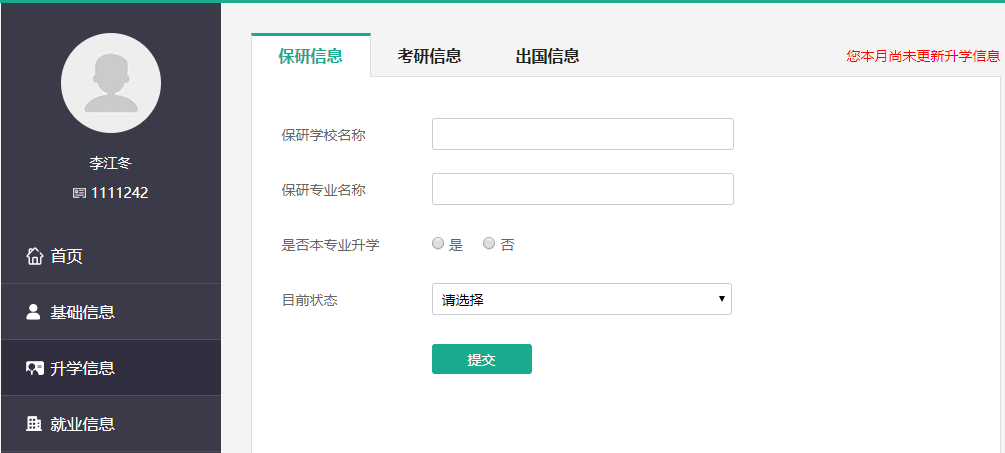 李江冬
1111242
首页
基础信息
升学信息
就业信息
保研信息 考研信息 出国信息 您本月尚未更新升学信息
保研学校名称
保研专业名称
是否本专业升学 是 否
目前状态 请选择
提交